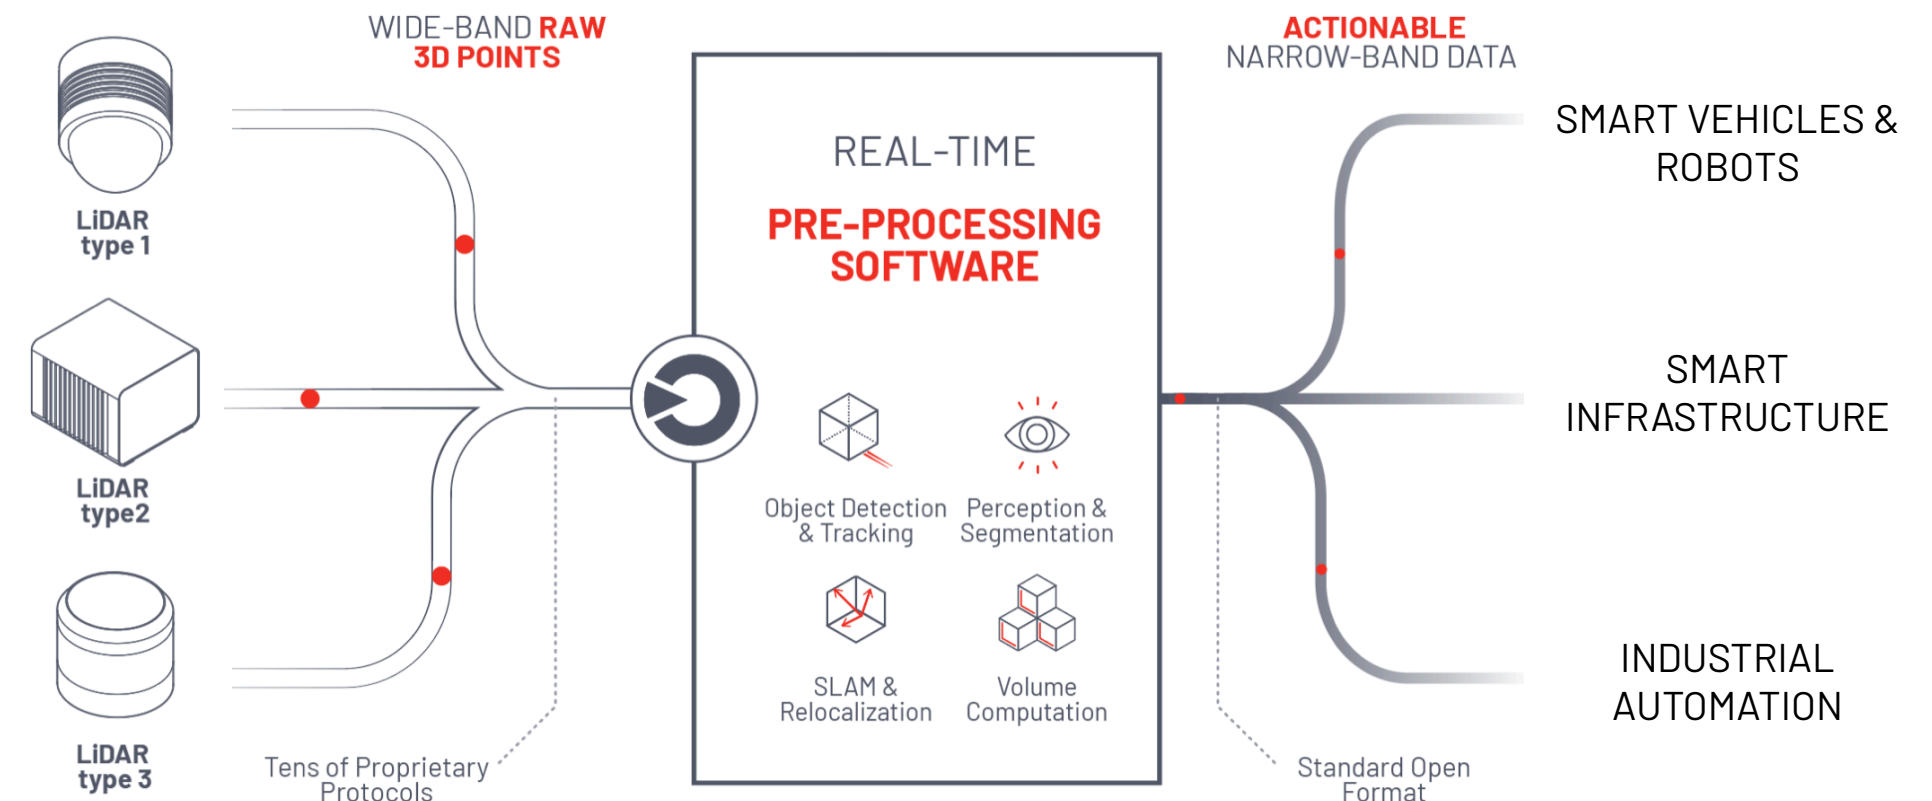 WIDE-BAND RAW
3D POINTS
ACTIONABLE
NARROW-BAND DATA
LiDAR
type 1
LiDAR
type2
LiDAR
type 3
Tens of Proprietary
Protocols
REAL-TIME
PRE-PROCESSING
SOFTWARE
Object Detection
& Tracking
Perception &
Segmentation
SLAM &
Relocalization
Volume
Computation
Standard Open
Format
SMART VEHICLES &
ROBOTS
SMART
INFRASTRUCTURE
INDUSTRIAL
AUTOMATION